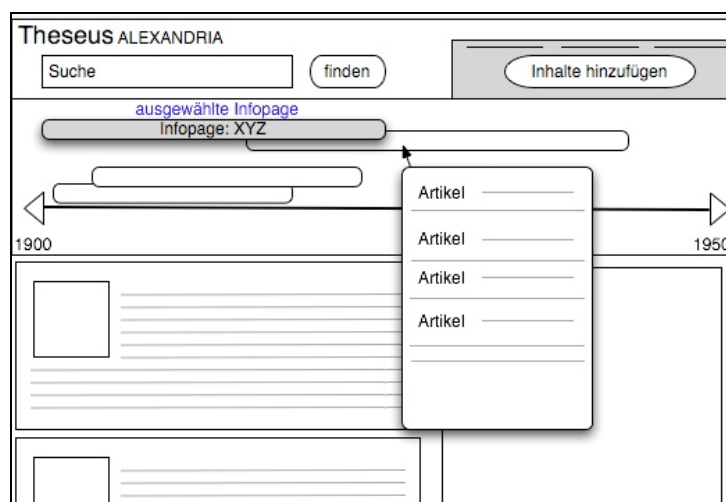 Theseus ALEXANDRIA
Suche
finden
Inhalte hinzufügen
ausgewählte Infopage
Infopage: XYZ
Artikel
Artikel
Artikel
Artikel
1900
1950